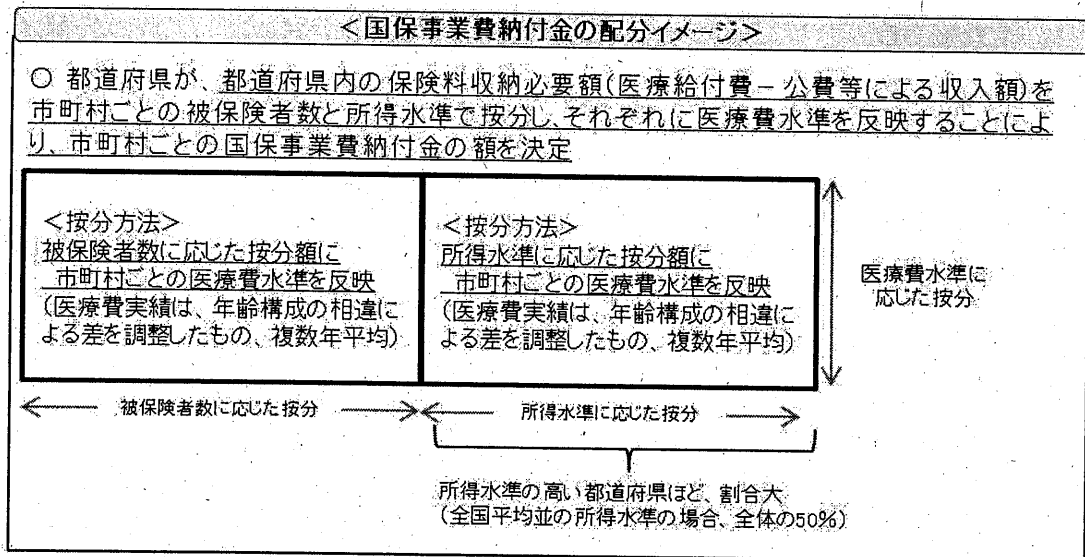 ＜国保事業費納付金の配分イメージ＞
○ 都道府県が、都道府県内の保険料収納必要額(医療給付費－公費等による収入額)を
市町村ごとの被保険者数と所得水準で按分し、それぞれに医療費水準を反映することによ
り、市町村ごとの国保事業費納付金の額を決定
＜按分方法＞
被保険者数に応じた按分額に
市町村ごとの医療費水準を反映
(医療費実績は、年齢構成の相違に
よる差を調整したもの、複数年平均)
＜按分方法＞
所得水準に応じた按分額に
市町村ごとの医療費水準を反映
(医療費実績は、年齢構成の相違に
よる差を調整したもの、複数年平均)
医療費水準に
応じた按分
被保険者数に応じた按分
所得水準に応じた按分
所得水準の高い都道府県ほど、割合大
(全国平均並の所得水準の場合、全体の50%)